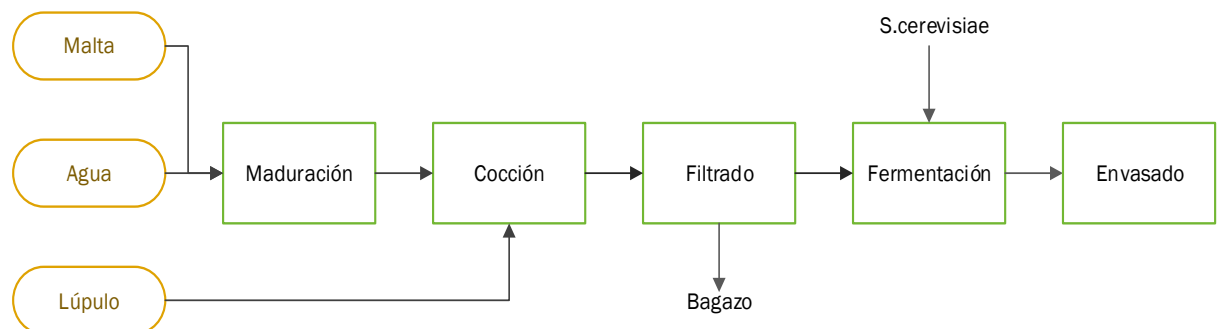 Malta
S.cerevisiae
Agua
Maduración
Cocción
Filtrado
Fermentación
Envasado
Lúpulo
Bagazo